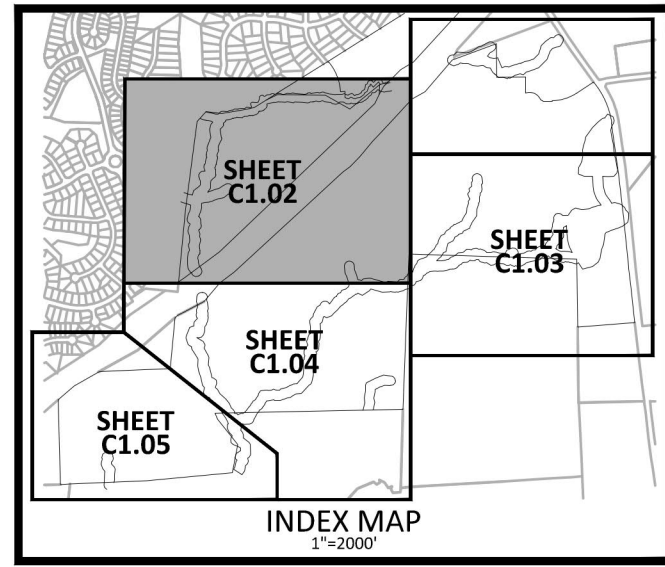 SHEET
C1.02
SHEET
C1.03
SHEET
C1.04
SHEET
C1.05
INDEX MAP
1"=2000'